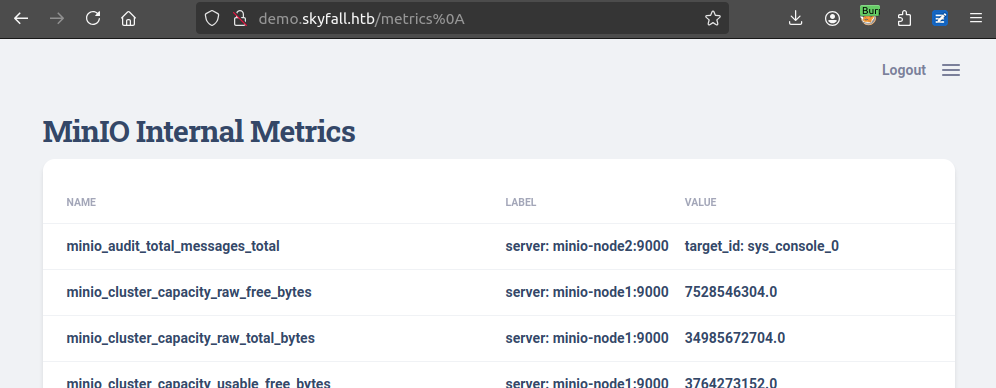 demo.skyfall.htb/metrics%0A
Burp
Logout
MinIO Internal Metrics
NAME LABEL VALUE
minio_audit_total_messages_total server: minio-node2:9000 target_id: sys_console_0
minio_cluster_capacity_raw_free_bytes server: minio-node1:9000 7528546304.0
minio_cluster_capacity_raw_total_bytes server: minio-node1:9000 34985672704.0
minio_cluster_capacity_usable_free_bytes server: minio-node1:9000 3764273152.0